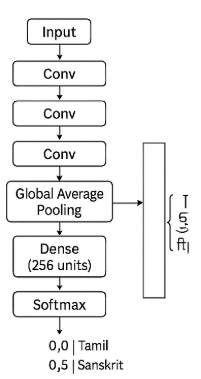 Input
Conv
Conv
Conv
Global Average
Pooling
Dense
(256 units)
Softmax
0,0 | Tamil
0,5 | Sanskrit